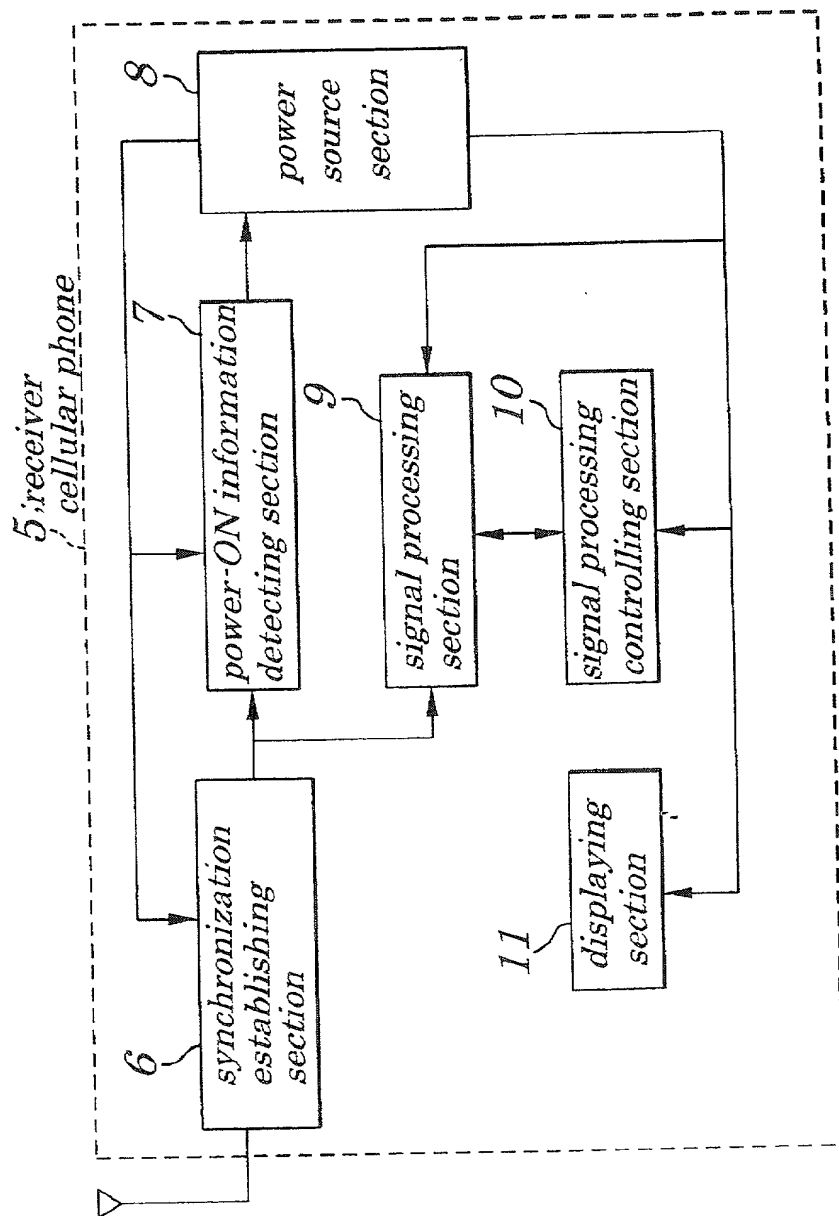 5;receiver
cellular phone
6
synchronization
establishing
section
7
power-ON information
detecting section
8
power
source
section
9
signal processing
section
10
signal processing
controlling section
11
displaying
section